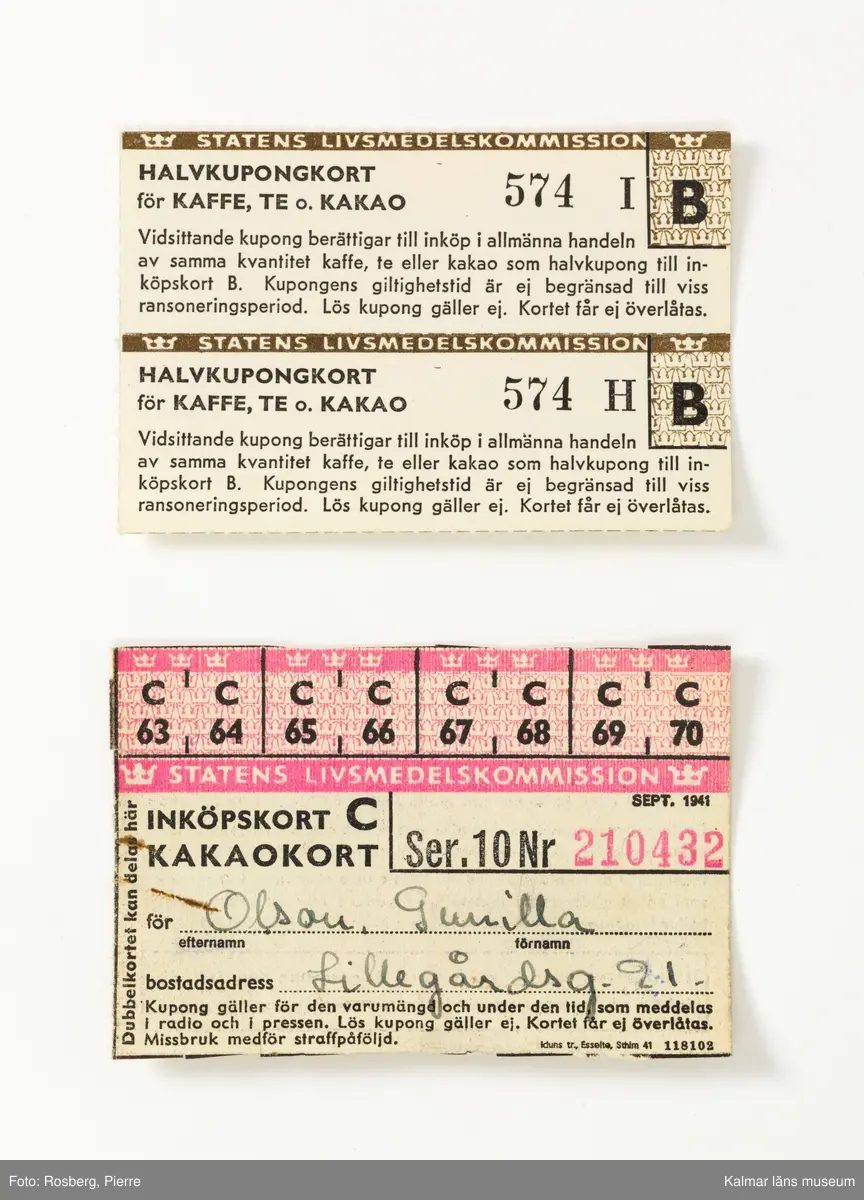 STATENS LIVSMEDELSKOMMISSION
HALVKUPONGKORT
för KAFFE, TE o. KAKAO
574 I
B
Vidsittande kupong berättigar till inköp i allmänna handeln
av samma kvantitet kaffe, te eller kakao som halvkupong till in-
köpskort B. Kupongens giltighetstid är ej begränsad till viss
ransoneringsperiod. Lös kupong gäller ej. Kortet får ej överlåtas.
STATENS LIVSMEDELSKOMMISSION
HALVKUPONGKORT
för KAFFE, TE o. KAKAO
574 H
B
Vidsittande kupong berättigar till inköp i allmänna handeln
av samma kvantitet kaffe, te eller kakao som halvkupong till in-
köpskort B. Kupongens giltighetstid är ej begränsad till viss
ransoneringsperiod. Lös kupong gäller ej. Kortet får ej överlåtas.
C C C C C C C C
63 64 65 66 67 68 69 70
STATENS LIVSMEDELSKOMMISSION
SEPT. 1941
INKÖPSKORT C
KAKAOKORT
Ser. 10 Nr 210432
för Olson, Gunilla
efternamn förnamn
bostadsadress Lillegårdsg. 21.
Kupong gäller för den varumängd och under den tid, som meddelas
i radio och i pressen. Lös kupong gäller ej. Kortet får ej överlåtas.
Missbruk medför straffpåföljd.
Iduns tr., Esselte, Sthlm 41 118102
Dubbelkortet kan delas här
Foto: Rosberg, Pierre
Kalmar läns museum